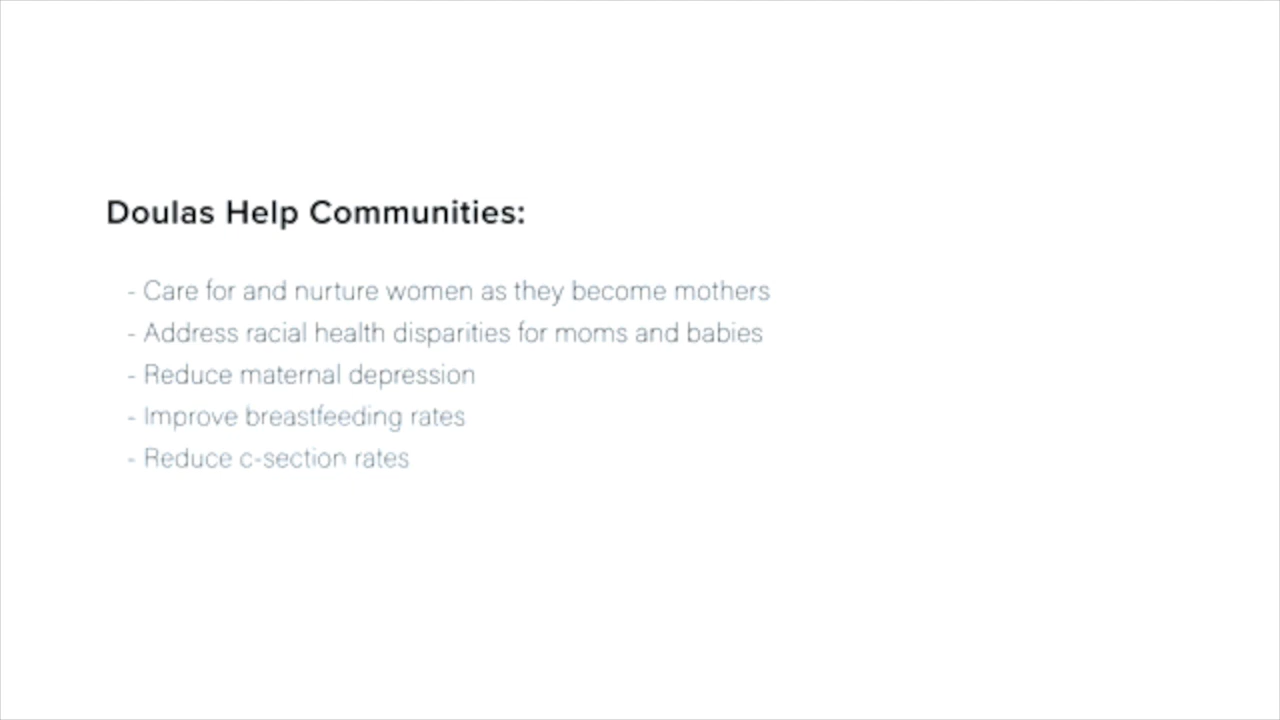 Doulas Help Communities:
- Care for and nurture women as they become mothers
- Address racial health disparities for moms and babies
- Reduce maternal depression
- Improve breastfeeding rates
- Reduce c-section rates